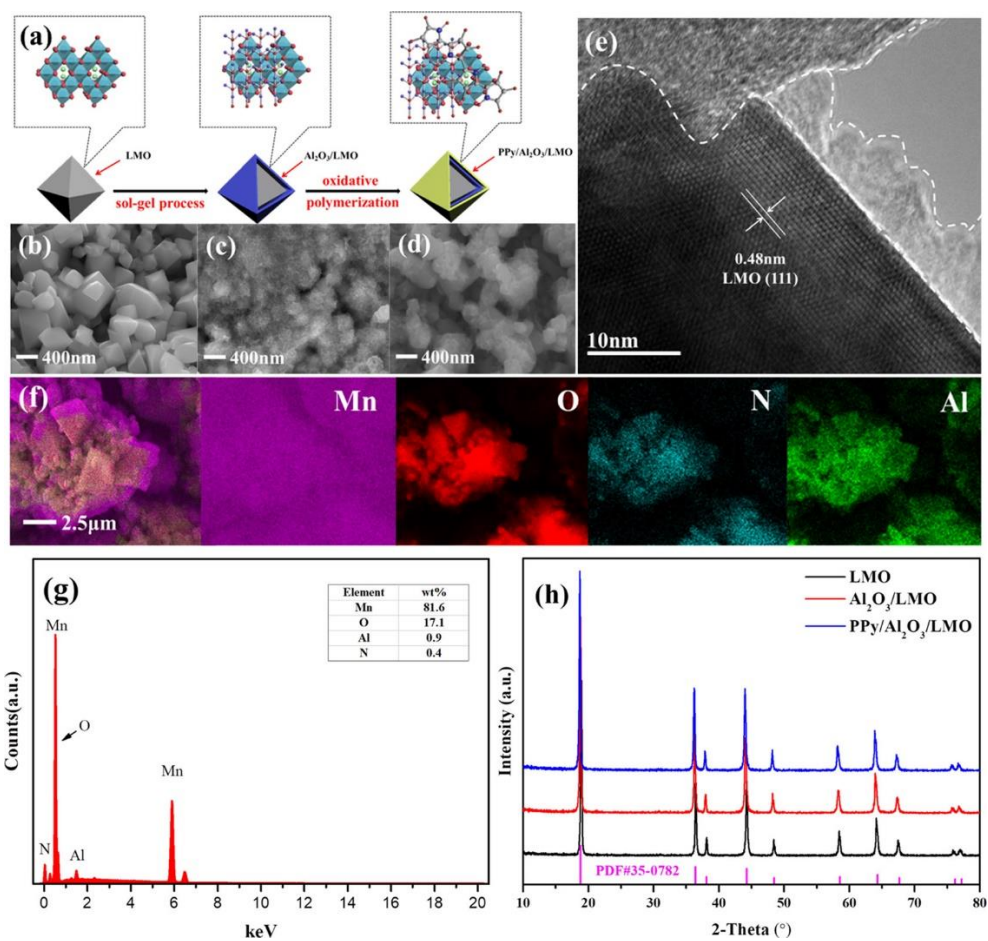 (a)
LMO
Al₂O₃/LMO
PPy/Al₂O₃/LMO
sol-gel process
oxidative
polymerization
(b)
400nm
(c)
400nm
(d)
400nm
(e)
0.48nm
LMO (111)
10nm
(f)
2.5μm
Mn
O
N
Al
(g)
Element wt%
Mn 81.6
O 17.1
Al 0.9
N 0.4
Mn
O
Mn
N
Al
Counts(a.u.)
0 2 4 6 8 10 12 14 16 18 20
keV
(h)
LMO
Al₂O₃/LMO
PPy/Al₂O₃/LMO
Intensity (a.u.)
PDF#35-0782
10 20 30 40 50 60 70 80
2-Theta (°)